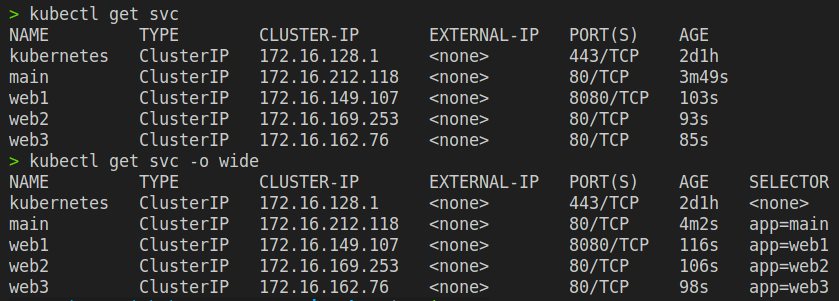 > kubectl get svc
NAME TYPE CLUSTER-IP EXTERNAL-IP PORT(S) AGE
kubernetes ClusterIP 172.16.128.1 <none> 443/TCP 2d1h
main ClusterIP 172.16.212.118 <none> 80/TCP 3m49s
web1 ClusterIP 172.16.149.107 <none> 8080/TCP 103s
web2 ClusterIP 172.16.169.253 <none> 80/TCP 93s
web3 ClusterIP 172.16.162.76 <none> 80/TCP 85s
> kubectl get svc -o wide
NAME TYPE CLUSTER-IP EXTERNAL-IP PORT(S) AGE SELECTOR
kubernetes ClusterIP 172.16.128.1 <none> 443/TCP 2d1h <none>
main ClusterIP 172.16.212.118 <none> 80/TCP 4m2s app=main
web1 ClusterIP 172.16.149.107 <none> 8080/TCP 116s app=web1
web2 ClusterIP 172.16.169.253 <none> 80/TCP 106s app=web2
web3 ClusterIP 172.16.162.76 <none> 80/TCP 98s app=web3